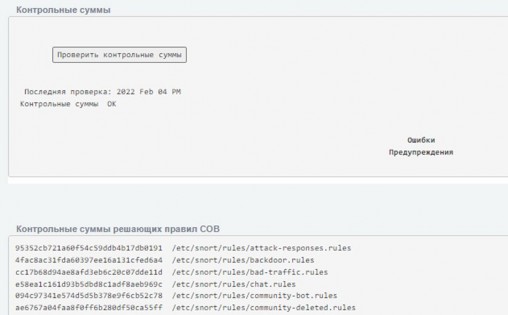 Контрольные суммы
Проверить контрольные суммы
Последняя проверка: 2022 Feb 04 PM
Контрольные суммы OK
Ошибки
Предупреждения
Контрольные суммы решающих правил СОВ
95352cb721a60f54c59ddb4b17db0191 /etc/snort/rules/attack-responses.rules
4fac8ac31fda60397ee16a131cfed6a4 /etc/snort/rules/backdoor.rules
cc17b68d94ae8afd3eb6c20c07dde11d /etc/snort/rules/bad-traffic.rules
e58ea1c161d93b5dbd8c1adf8aeb969c /etc/snort/rules/chat.rules
094c97341e574d5d5b378e9f6cb52c78 /etc/snort/rules/community-bot.rules
ae6767a04faa8f0ff6b280df50ca55ff /etc/snort/rules/community-deleted.rules